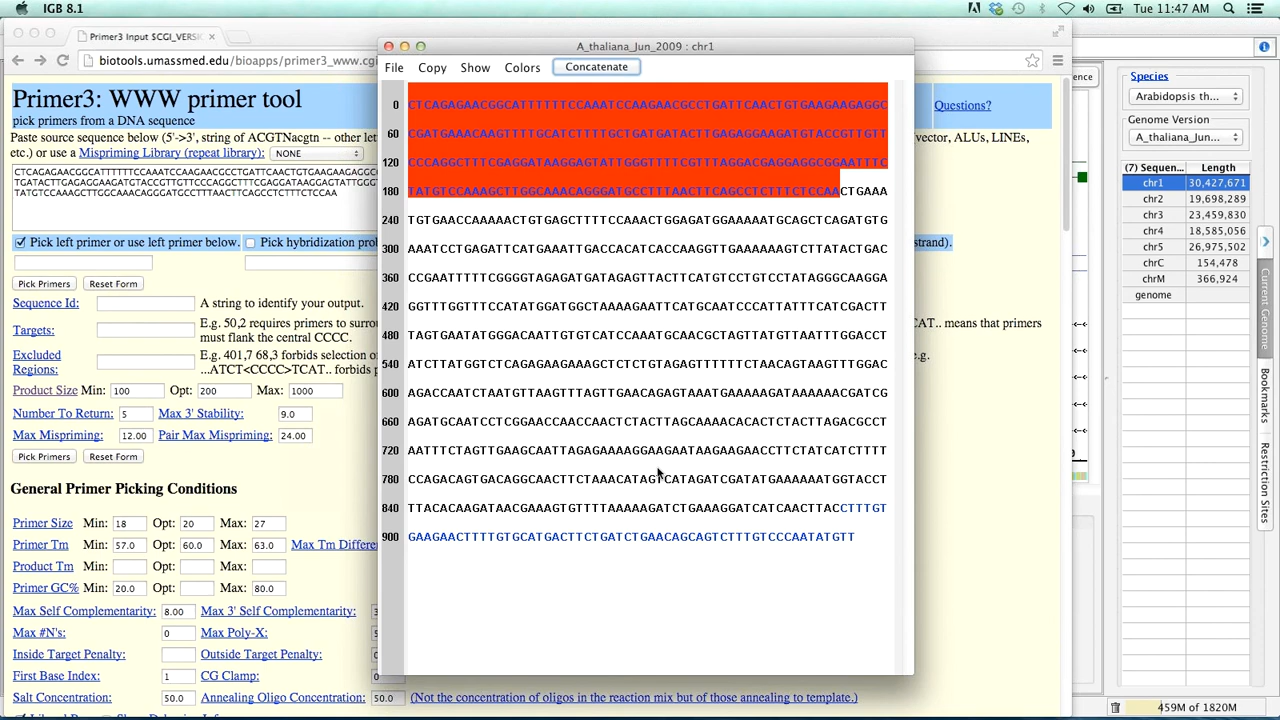 IGB 8.1
Tue 11:47 AM
Primer3 Input $CGI_VERSI
A_thaliana_Jun_2009 : chr1
biotools.umassmed.edu/bioapps/primer3_www.cgi
File Copy Show Colors Concatenate
Primer3: WWW primer tool
pick primers from a DNA sequence
Questions?
Paste source sequence below (5'->3', string of ACGTNacgtn -- other let
/vector, ALUs, LINEs,
etc.) or use a Mispriming Library (repeat library): NONE
CTCAGAGAACGGCATTTTTTCCAAATCCAAGAACGCCTGATTCAACTGTGAAGAAGAGGC
TGATACTTGAGAGGAAGATGTACCGTTGTTCCCAGGCTTTCGAGGATAAGGAGTATTGGGT
TATGTCCAAAGCTTGGCAAACAGGGATGCCTTTAACTTCAGCCTCTTTCTCCAA
Pick left primer or use left primer below.
Pick hybridization prob
strand).
Pick Primers Reset Form
Sequence Id: A string to identify your output.
Targets: E.g. 50,2 requires primers to surrou
must flank the central CCCC.
CAT.. means that primers
Excluded
Regions:
E.g. 401,7 68,3 forbids selection of
...ATCT<CCCC>TCAT.. forbids p
e.g.
Product Size Min: 100 Opt: 200 Max: 1000
Number To Return: 5 Max 3' Stability: 9.0
Max Mispriming: 12.00 Pair Max Mispriming: 24.00
Pick Primers Reset Form
General Primer Picking Conditions
Primer Size Min: 18 Opt: 20 Max: 27
Primer Tm Min: 57.0 Opt: 60.0 Max: 63.0 Max Tm Differe
Product Tm Min: Opt: Max:
Primer GC% Min: 20.0 Opt: Max: 80.0
Max Self Complementarity: 8.00 Max 3' Self Complementarity: 3
Max #N's: 0 Max Poly-X: 5
Inside Target Penalty: Outside Target Penalty:
First Base Index: 1 CG Clamp: 0
Salt Concentration: 50.0 Annealing Oligo Concentration: 50.0 (Not the concentration of oligos in the reaction mix but of those annealing to template.)
0 CTCAGAGAACGGCATTTTTTCCAAATCCAAGAACGCCTGATTCAACTGTGAAGAAGAGGC
60 CGATGAAACAAGTTTTGCATCTTTTGCTGATGATACTTGAGAGGAAGATGTACCGTTGTT
120 CCCAGGCTTTCGAGGATAAGGAGTATTGGGTTTTCGTTTAGGACGAGGAGGCGGAATTTC
180 TATGTCCAAAGCTTGGCAAACAGGGATGCCTTTAACTTCAGCCTCTTTCTCCAACTGAAA
240 TGTGAACCAAAAACTGTGAGCTTTTCCAAACTGGAGATGGAAAAATGCAGCTCAGATGTG
300 AAATCCTGAGATTCATGAAATTGACCACATCACCAAGGTTGAAAAAAGTCTTATACTGAC
360 CCGAATTTTTCGGGGTAGAGATGATAGAGTTACTTCATGTCCTGTCCTATAGGGCAAGGA
420 GGTTTGGTTCCATATGGATGGCTAAAAGAATTCATGCAATCCCATTATTTCATCGACTT
480 TAGTGAATATGGGACAATTTGTCATCCAAATGCAACGCTAGTTATGTTAATTTGGACCT
540 ATCTTATGGTCTCAGAGAAGAAAGCTCTCTGTAGAGTTTTTTCTAACAGTAAGTTTGGAC
600 AGACCAATCTAATGTTAAGTTTAGTTGAACAGAGTAAATGAAAAAGATAAAAAACGATCG
660 AGATGCAATCCTCGGAACCAACCAACTCTACTTAGCAAAACACACTCTACTTAGACGCCT
720 AATTTCTAGTTGAAGCAATTAGAGAAAAGGAAGAATAAGAAGAACCTTCTATCATCTTTT
780 CCAGACAGTGACAGGCAACTTCTAAACATAGTCATAGATCGATATGAAAAAATGGTACCT
840 TTACACAAGATAACGAAAGTGTTTTAAAAAGATCTGAAAGGATCATCAACTTACCTTTGT
900 GAAGAACTTTTGTGCATGACTTCTGATCTGAACAGCAGTCTTTGTCCCAATATGTT
Species
Arabidopsis th...
Genome Version
A_thaliana_Jun...
(7) Sequen... Length
chr1 30,427,671
chr2 19,698,289
chr3 23,459,830
chr4 18,585,056
chr5 26,975,502
chrC 154,478
chrM 366,924
genome
Current Genome
Bookmarks
Restriction Sites
459M of 1820M